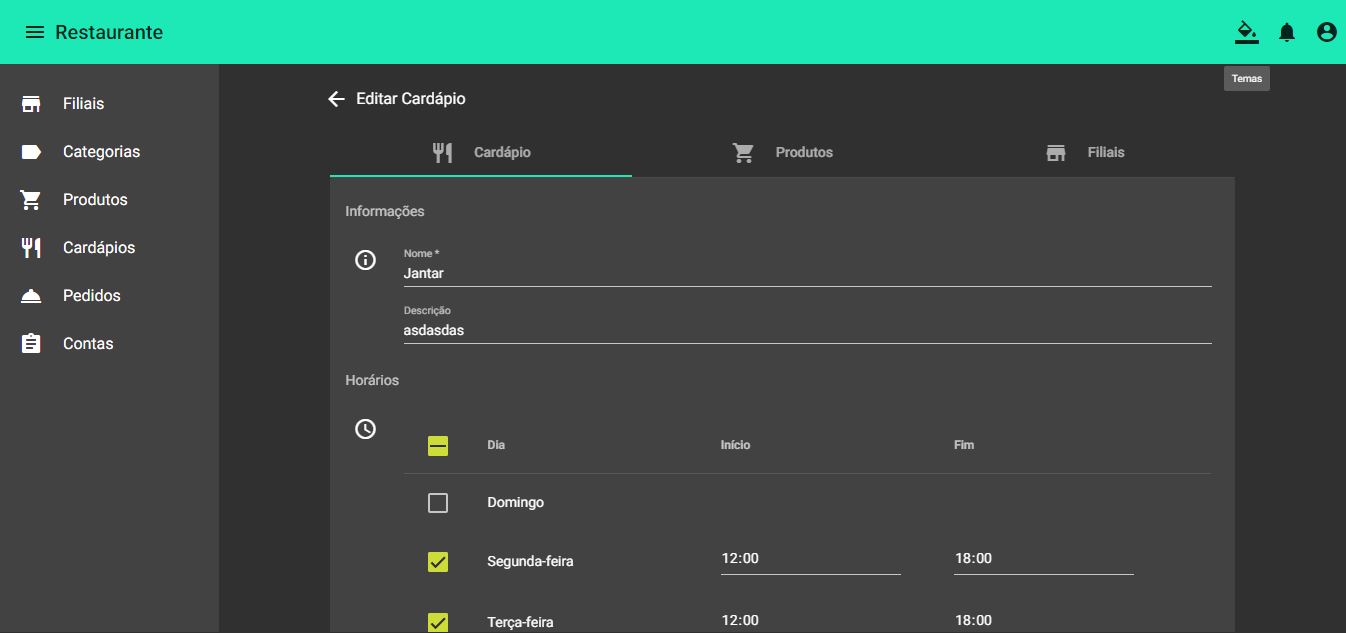 Restaurante
Temas
Filiais
Categorias
Produtos
Cardápios
Pedidos
Contas
Editar Cardápio
Cardápio Produtos Filiais
Informações
Nome *
Jantar
Descrição
asdasdas
Horários
Dia Início Fim
Domingo
Segunda-feira 12:00 18:00
Terça-feira 12:00 18:00